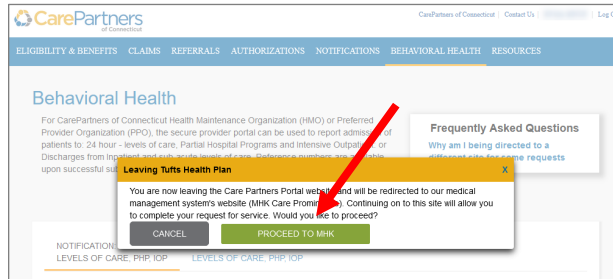 CarePartners
of Connecticut
CarePartners of Connecticut | Contact Us | | Log O
ELIGIBILITY & BENEFITS CLAIMS REFERRALS AUTHORIZATIONS NOTIFICATIONS BEHAVIORAL HEALTH RESOURCES
Behavioral Health
For CarePartners of Connecticut Health Maintenance Organization (HMO) or Preferred
Provider Organization (PPO), the secure provider portal can be used to report admission of
patients to: 24 hour - levels of care, Partial Hospital Programs and Intensive Outpatient or
Discharges from Inpatient and sub-acute levels of care. Reference numbers are available
upon successful sub
Frequently Asked Questions
Why am I being directed to a
different site for some requests
Leaving Tufts Health Plan X
You are now leaving the Care Partners Portal website and will be redirected to our medical
management system's website (MHK Care Prominence). Continuing on to this site will allow you
to complete your request for service. Would you like to proceed?
CANCEL PROCEED TO MHK
NOTIFICATION:
LEVELS OF CARE, PHP, IOP LEVELS OF CARE, PHP, IOP